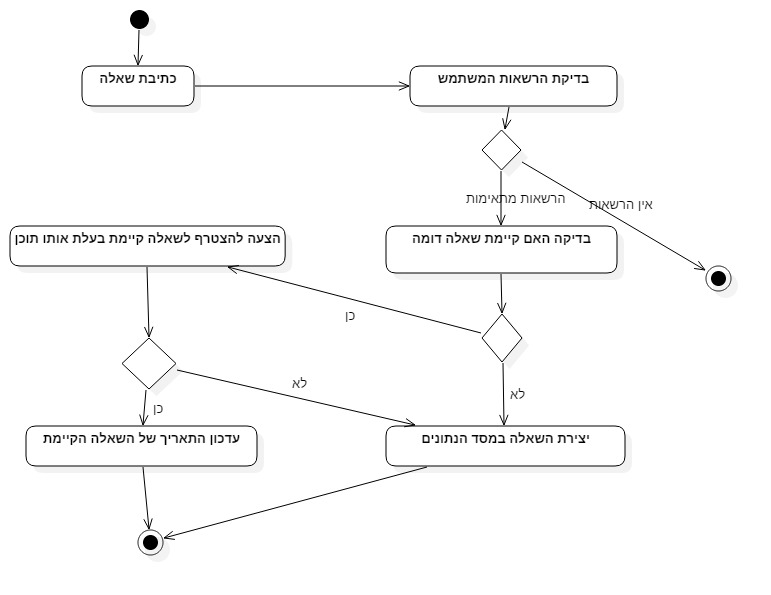 כתיבת שאלה
בדיקת הרשאות המשתמש
הרשאות מתאימות
אין הרשאות
הצעה להצטרף לשאלה קיימת בעלת אותו תוכן
בדיקה האם קיימת שאלה דומה
כן
לא
לא
כן
עדכון התאריך של השאלה הקיימת
יצירת השאלה במסד הנתונים